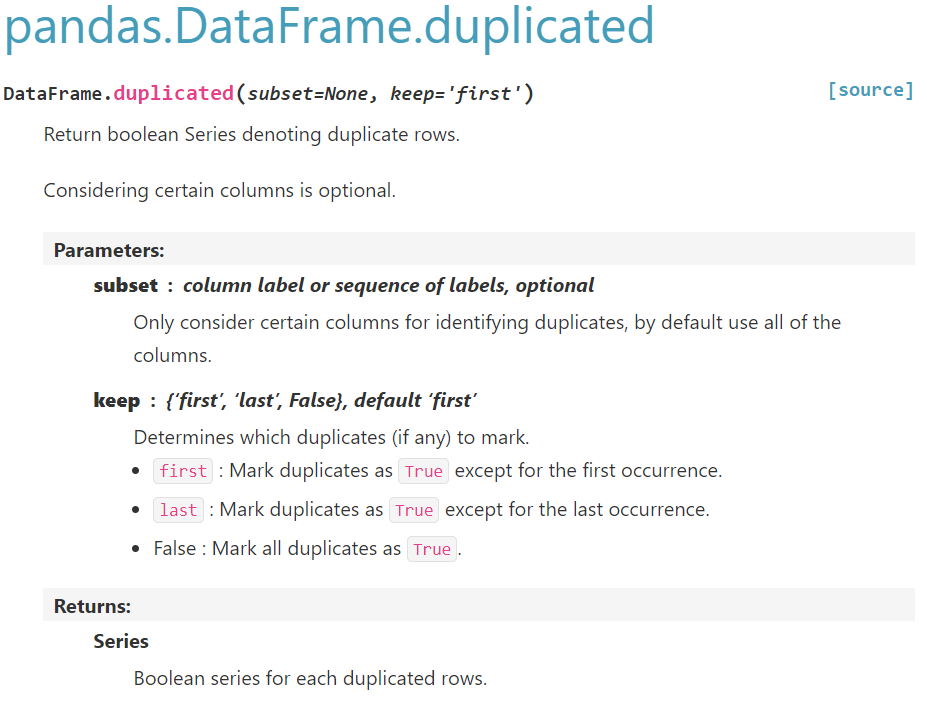 pandas.DataFrame.duplicated
DataFrame.duplicated(subset=None, keep='first') [source]
Return boolean Series denoting duplicate rows.
Considering certain columns is optional.
Parameters:
subset : column label or sequence of labels, optional
Only consider certain columns for identifying duplicates, by default use all of the
columns.
keep : {‘first’, ‘last’, False}, default ‘first’
Determines which duplicates (if any) to mark.
• first : Mark duplicates as True except for the first occurrence.
• last : Mark duplicates as True except for the last occurrence.
• False : Mark all duplicates as True.
Returns:
Series
Boolean series for each duplicated rows.